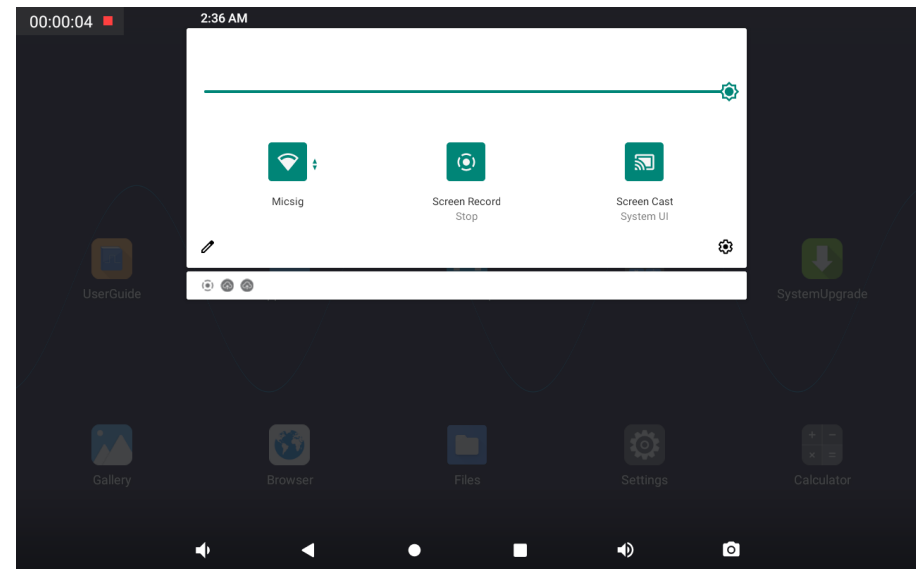 00:00:04
2:36 AM
Micsig
Screen Record
Stop
Screen Cast
System UI
UserGuide
SystemUpgrade
Gallery
Browser
Files
Settings
Calculator